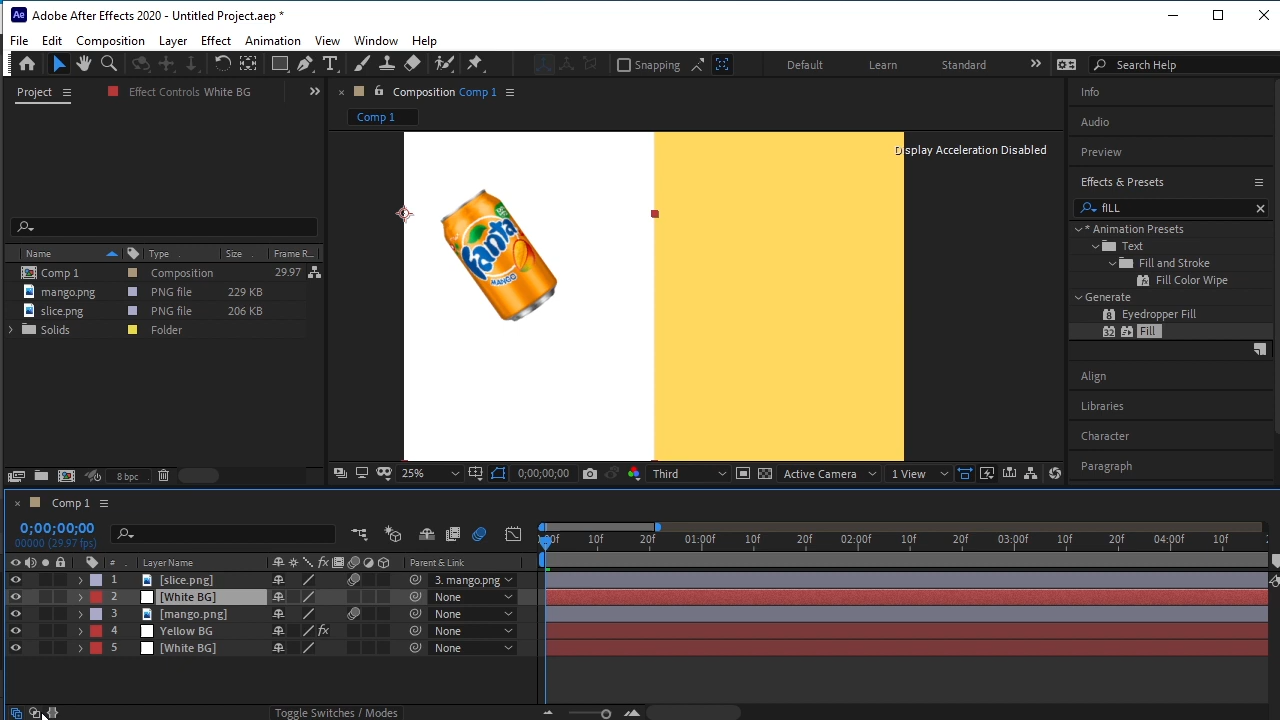 Ae Adobe After Effects 2020 - Untitled Project.aep *
File Edit Composition Layer Effect Animation View Window Help
Snapping Default Learn Standard Search Help
Project Effect Controls White BG Composition Comp 1 Info
Comp 1
Audio
Display Acceleration Disabled
Preview
Effects & Presets
fILL
* Animation Presets
Text
Fill and Stroke
Fill Color Wipe
Generate
Eyedropper Fill
32 Fill
Align
Libraries
Character
Paragraph
Name Type Size Frame R...
Comp 1 Composition 29.97
mango.png PNG file 229 KB
slice.png PNG file 206 KB
Solids Folder
Fanta
MANGO
8 bpc 25% 0;00;00;00 Third Active Camera 1 View
Comp 1
0;00;00;00
00000 (29.97 fps)
:00f 10f 20f 01:00f 10f 20f 02:00f 10f 20f 03:00f 10f 20f 04:00f 10f
# Layer Name fx Parent & Link
1 [slice.png] 3. mango.png
2 [White BG] None
3 [mango.png] None
4 Yellow BG fx None
5 [White BG] None
Toggle Switches / Modes